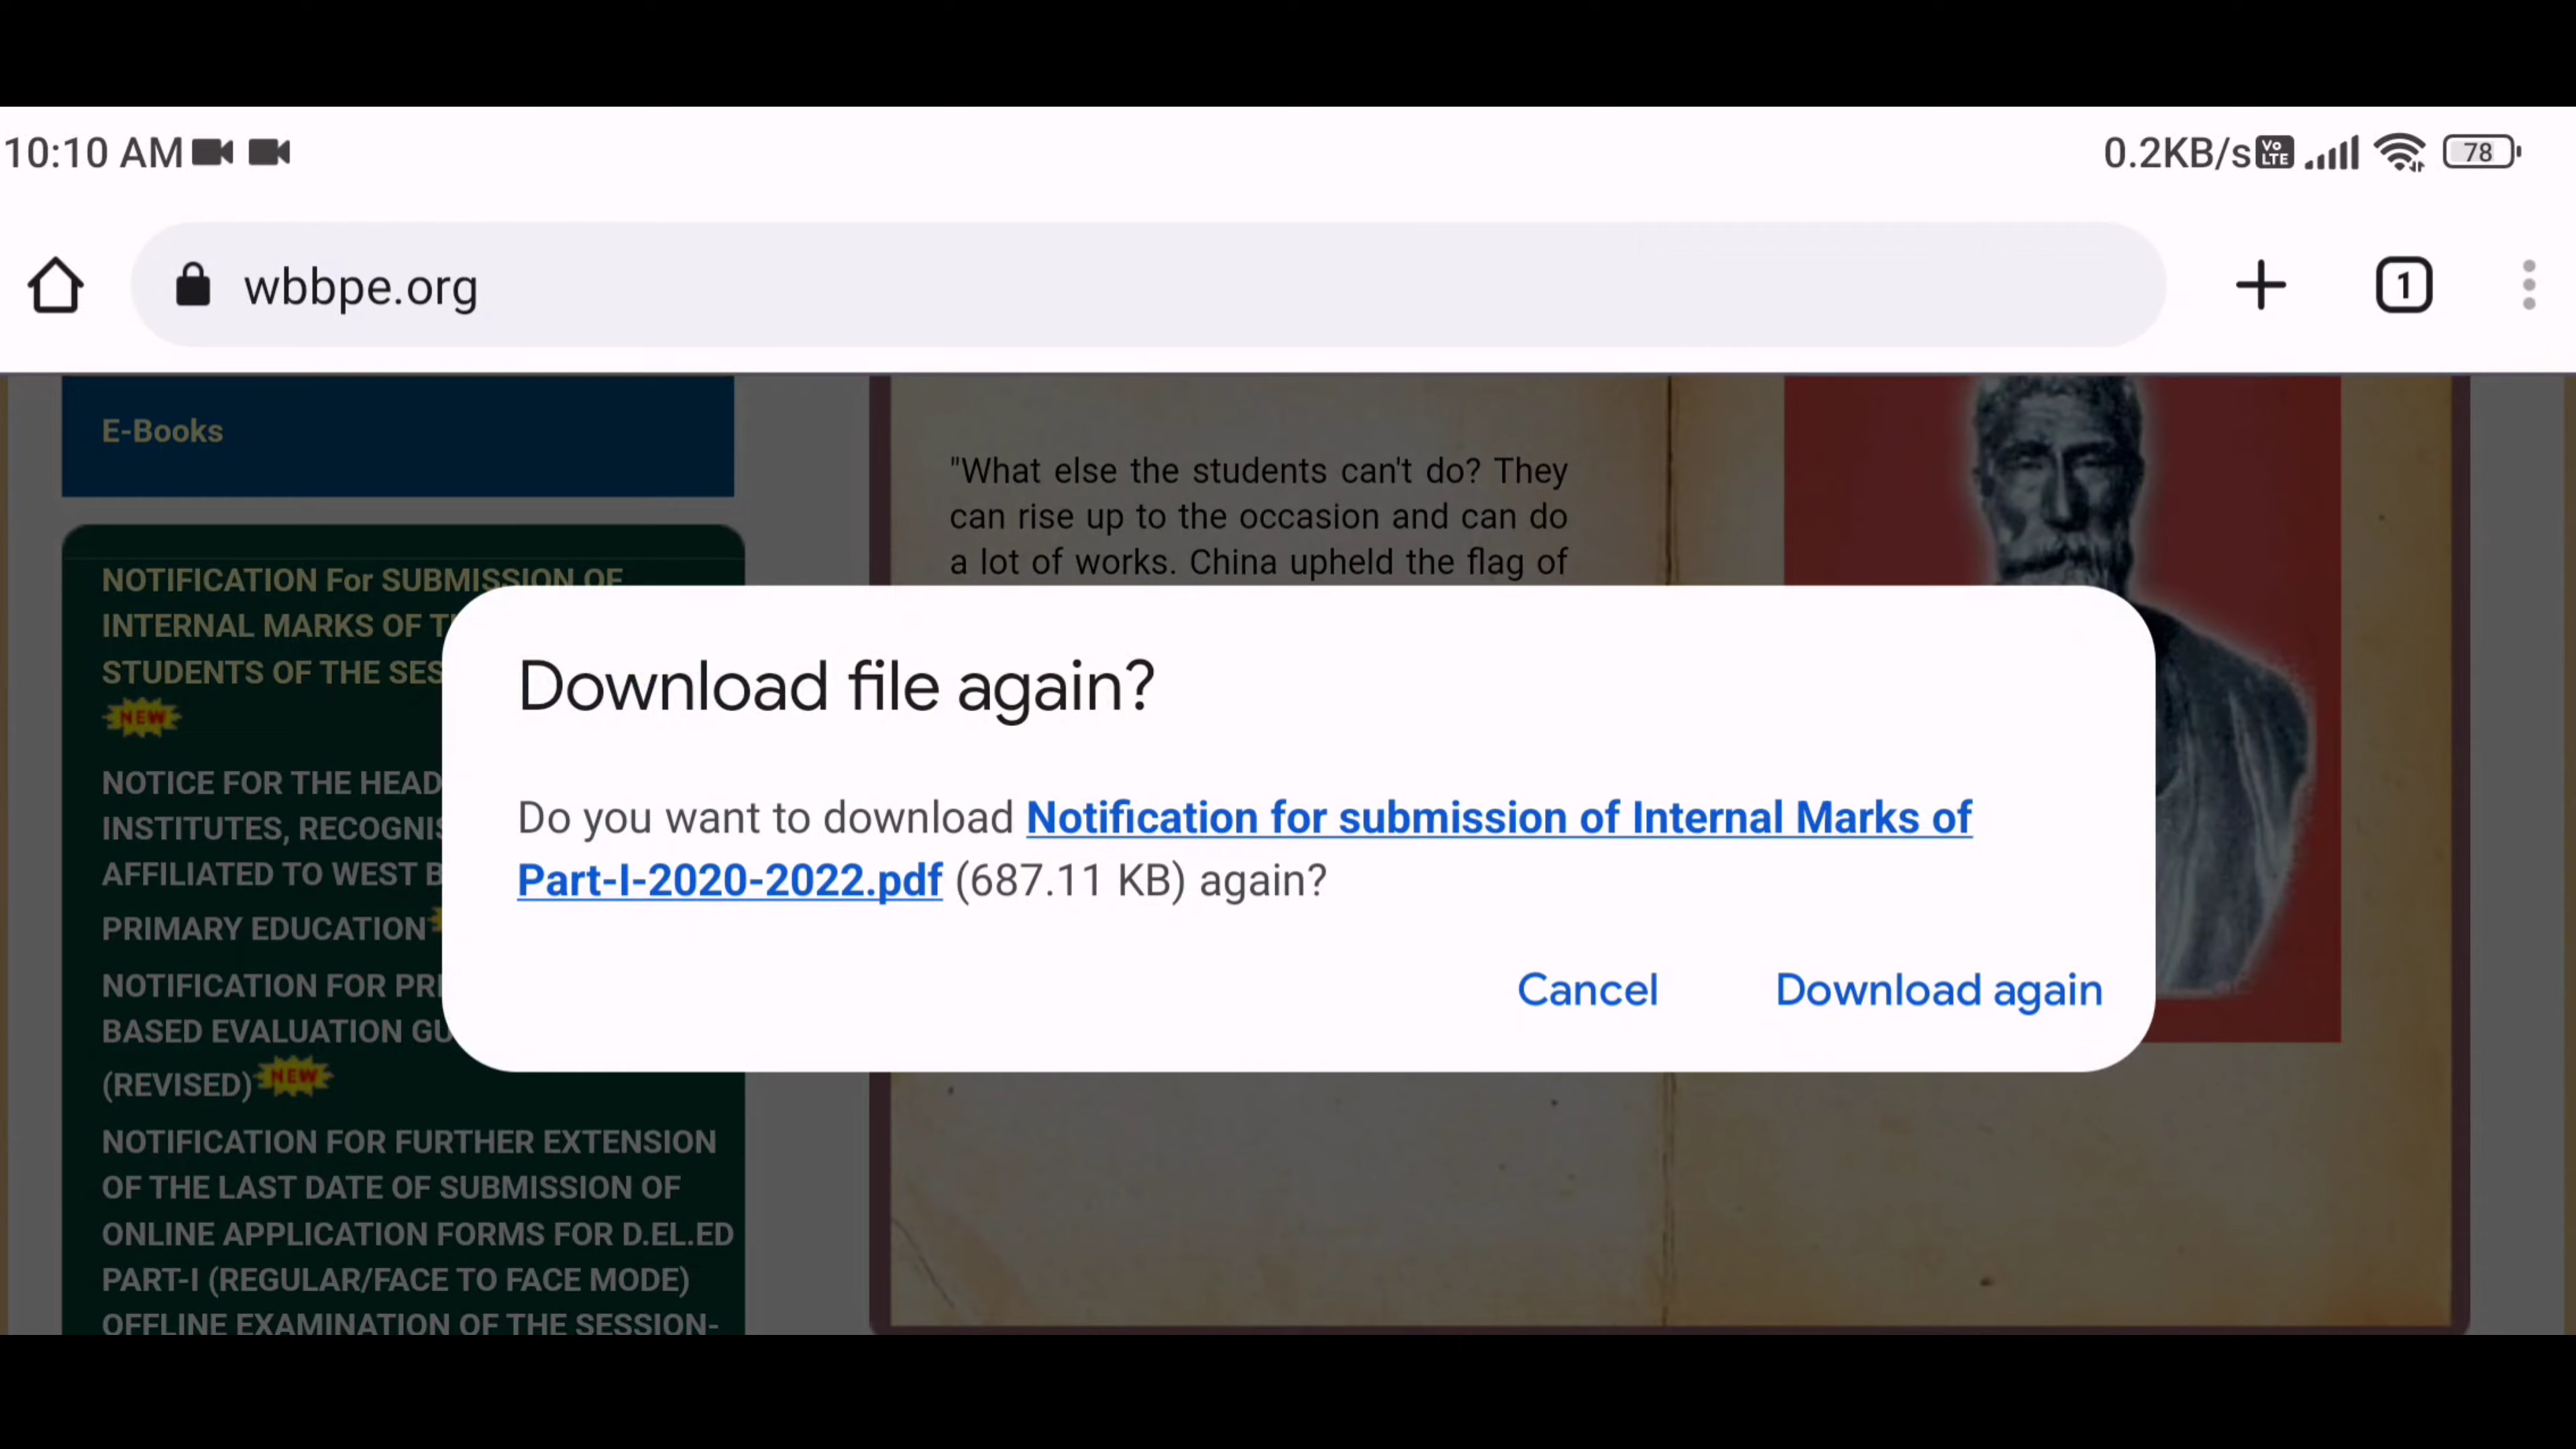 10:10 AM
0.2KB/s Vo LTE 78
wbbpe.org
1
E-Books
"What else the students can't do? They
can rise up to the occasion and can do
a lot of works. China upheld the flag of
NOTIFICATION For SUBMISSION OF
INTERNAL MARKS OF
STUDENTS OF THE
NEW
NOTICE FOR THE HEAD
INSTITUTES,
AFFILIATED TO WEST
PRIMARY EDUCATION
NOTIFICATION FOR
BASED EVALUATION
(REVISED) NEW
NOTIFICATION FOR FURTHER EXTENSION
OF THE LAST DATE OF SUBMISSION OF
ONLINE APPLICATION FORMS FOR D.EL.ED
PART-I (REGULAR/FACE TO FACE MODE)
OFFLINE EXAMINATION OF THE SESSION-
Download file again?
Do you want to download Notification for submission of Internal Marks of
Part-I-2020-2022.pdf (687.11 KB) again?
Cancel Download again